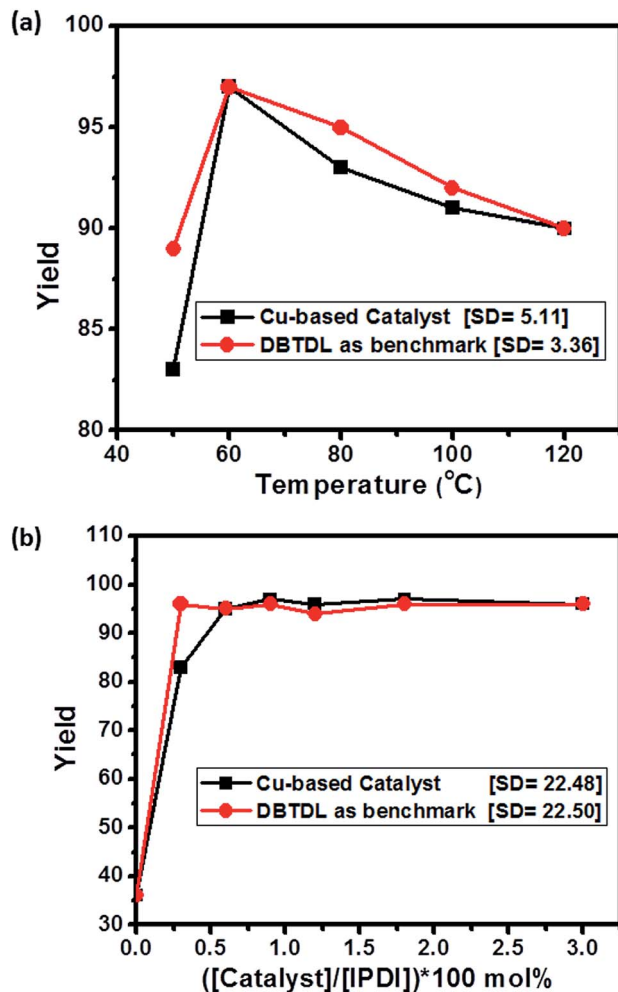 (a)
100
95
90
85
80
Yield
Cu-based Catalyst [SD= 5.11]
DBTDL as benchmark [SD= 3.36]
40 60 80 100 120
Temperature (°C)
(b)
110
100
90
80
70
60
50
40
30
Yield
Cu-based Catalyst [SD= 22.48]
DBTDL as benchmark [SD= 22.50]
0.0 0.5 1.0 1.5 2.0 2.5 3.0
([Catalyst]/[IPDI])*100 mol%